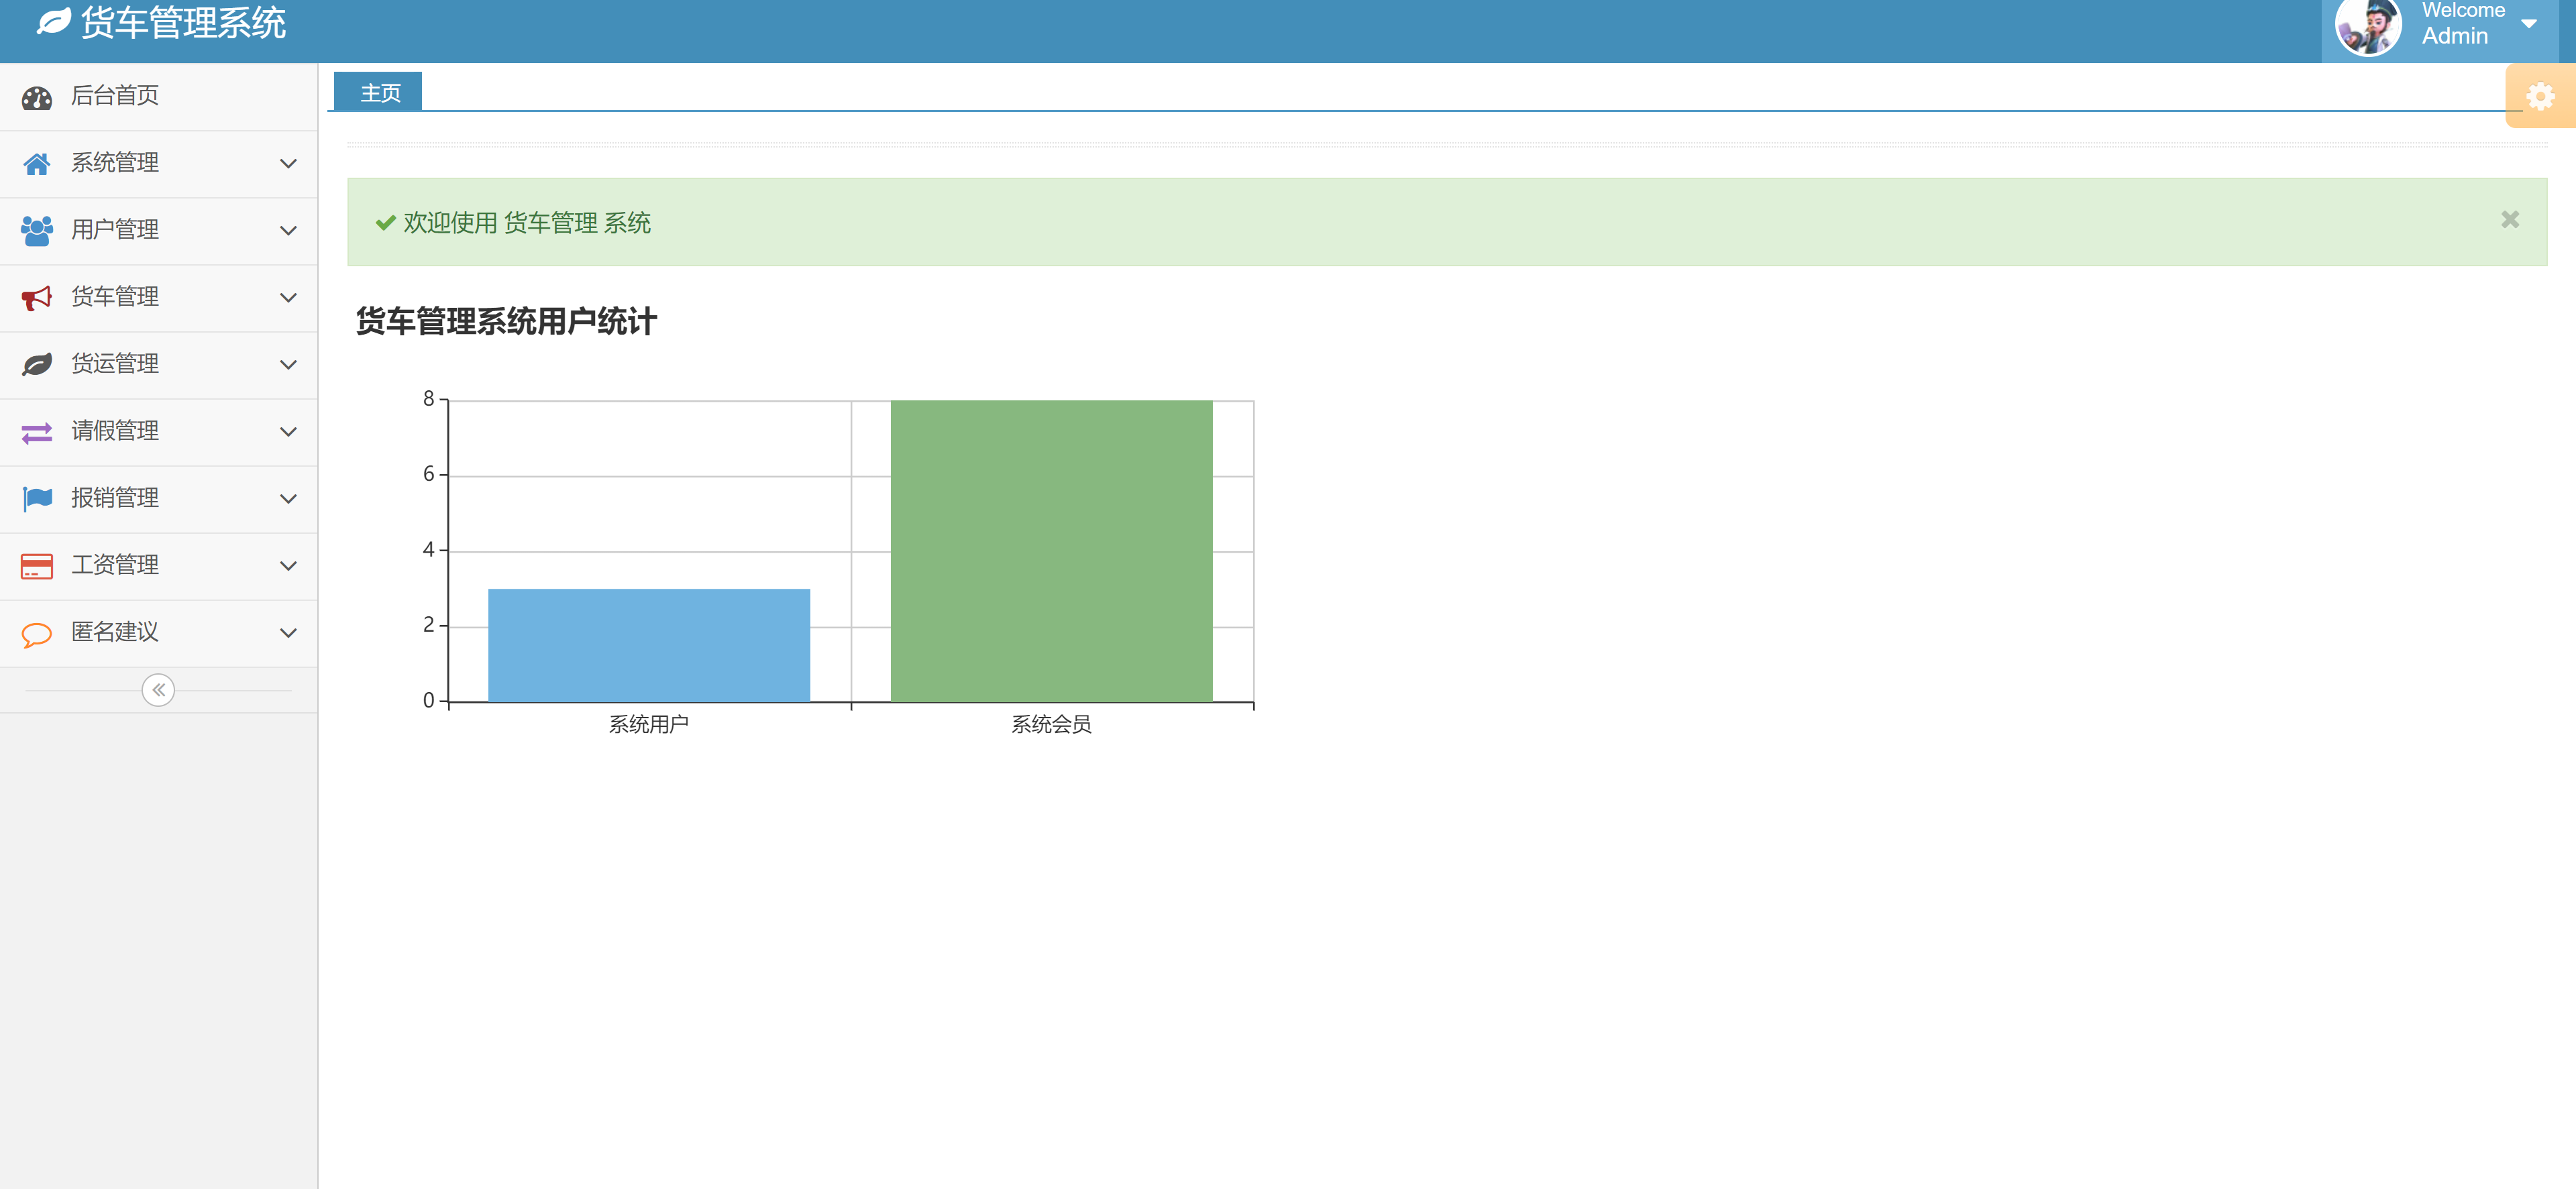 货车管理系统
Welcome
Admin
后台首页
系统管理
用户管理
货车管理
货运管理
请假管理
报销管理
工资管理
匿名建议
主页
欢迎使用 货车管理 系统
货车管理系统用户统计
8
6
4
2
0
系统用户
系统会员